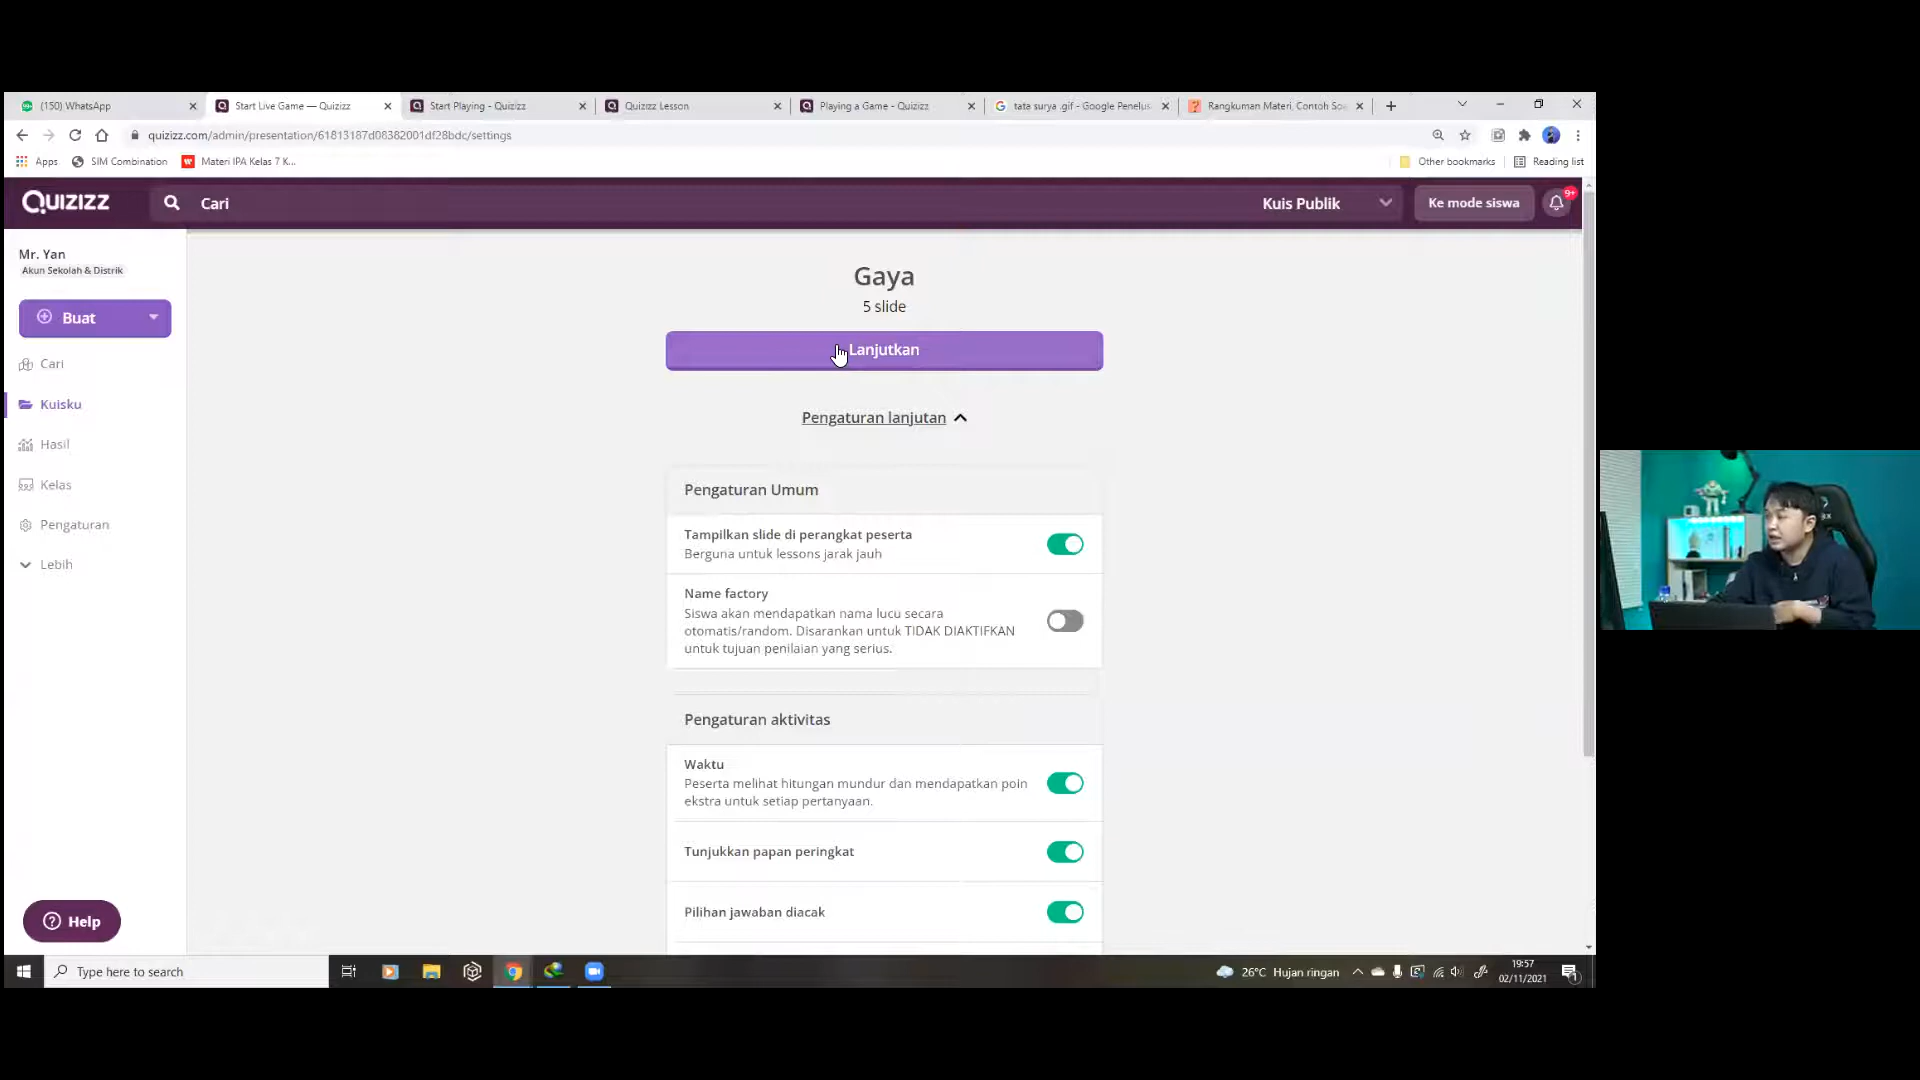 (150) WhatsApp
Start Live Game — Quizizz
Start Playing - Quizizz
Quizizz Lesson
Playing a Game - Quizizz
tata surya .gif - Google Penelus
Rangkuman Materi, Contoh Soa
quizizz.com/admin/presentation/61813187d08382001df28bdc/settings
Apps
SIM Combination
Materi IPA Kelas 7 K...
Other bookmarks
Reading list
QUIZIZZ
Cari
Kuis Publik
Ke mode siswa
9+
Mr. Yan
Akun Sekolah & Distrik
Buat
Cari
Kuisku
Hasil
Kelas
Pengaturan
Lebih
Help
Gaya
5 slide
Lanjutkan
Pengaturan lanjutan
Pengaturan Umum
Tampilkan slide di perangkat peserta
Berguna untuk lessons jarak jauh
Name factory
Siswa akan mendapatkan nama lucu secara
otomatis/random. Disarankan untuk TIDAK DIAKTIFKAN
untuk tujuan penilaian yang serius.
Pengaturan aktivitas
Waktu
Peserta melihat hitungan mundur dan mendapatkan poin
ekstra untuk setiap pertanyaan.
Tunjukkan papan peringkat
Pilihan jawaban diacak
Type here to search
26°C Hujan ringan
19:57
02/11/2021